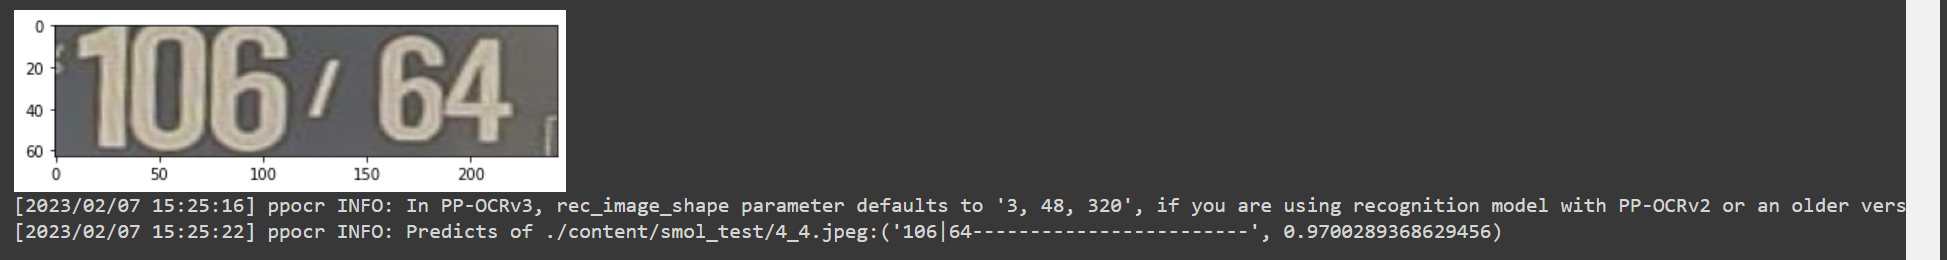 0
20
40
60
106 / 64
0 50 100 150 200
[2023/02/07 15:25:16] ppocr INFO: In PP-OCRv3, rec_image_shape parameter defaults to '3, 48, 320', if you are using recognition model with PP-OCRv2 or an older vers
[2023/02/07 15:25:22] ppocr INFO: Predicts of ./content/smol_test/4_4.jpeg:('106|64------------------------', 0.9700289368629456)